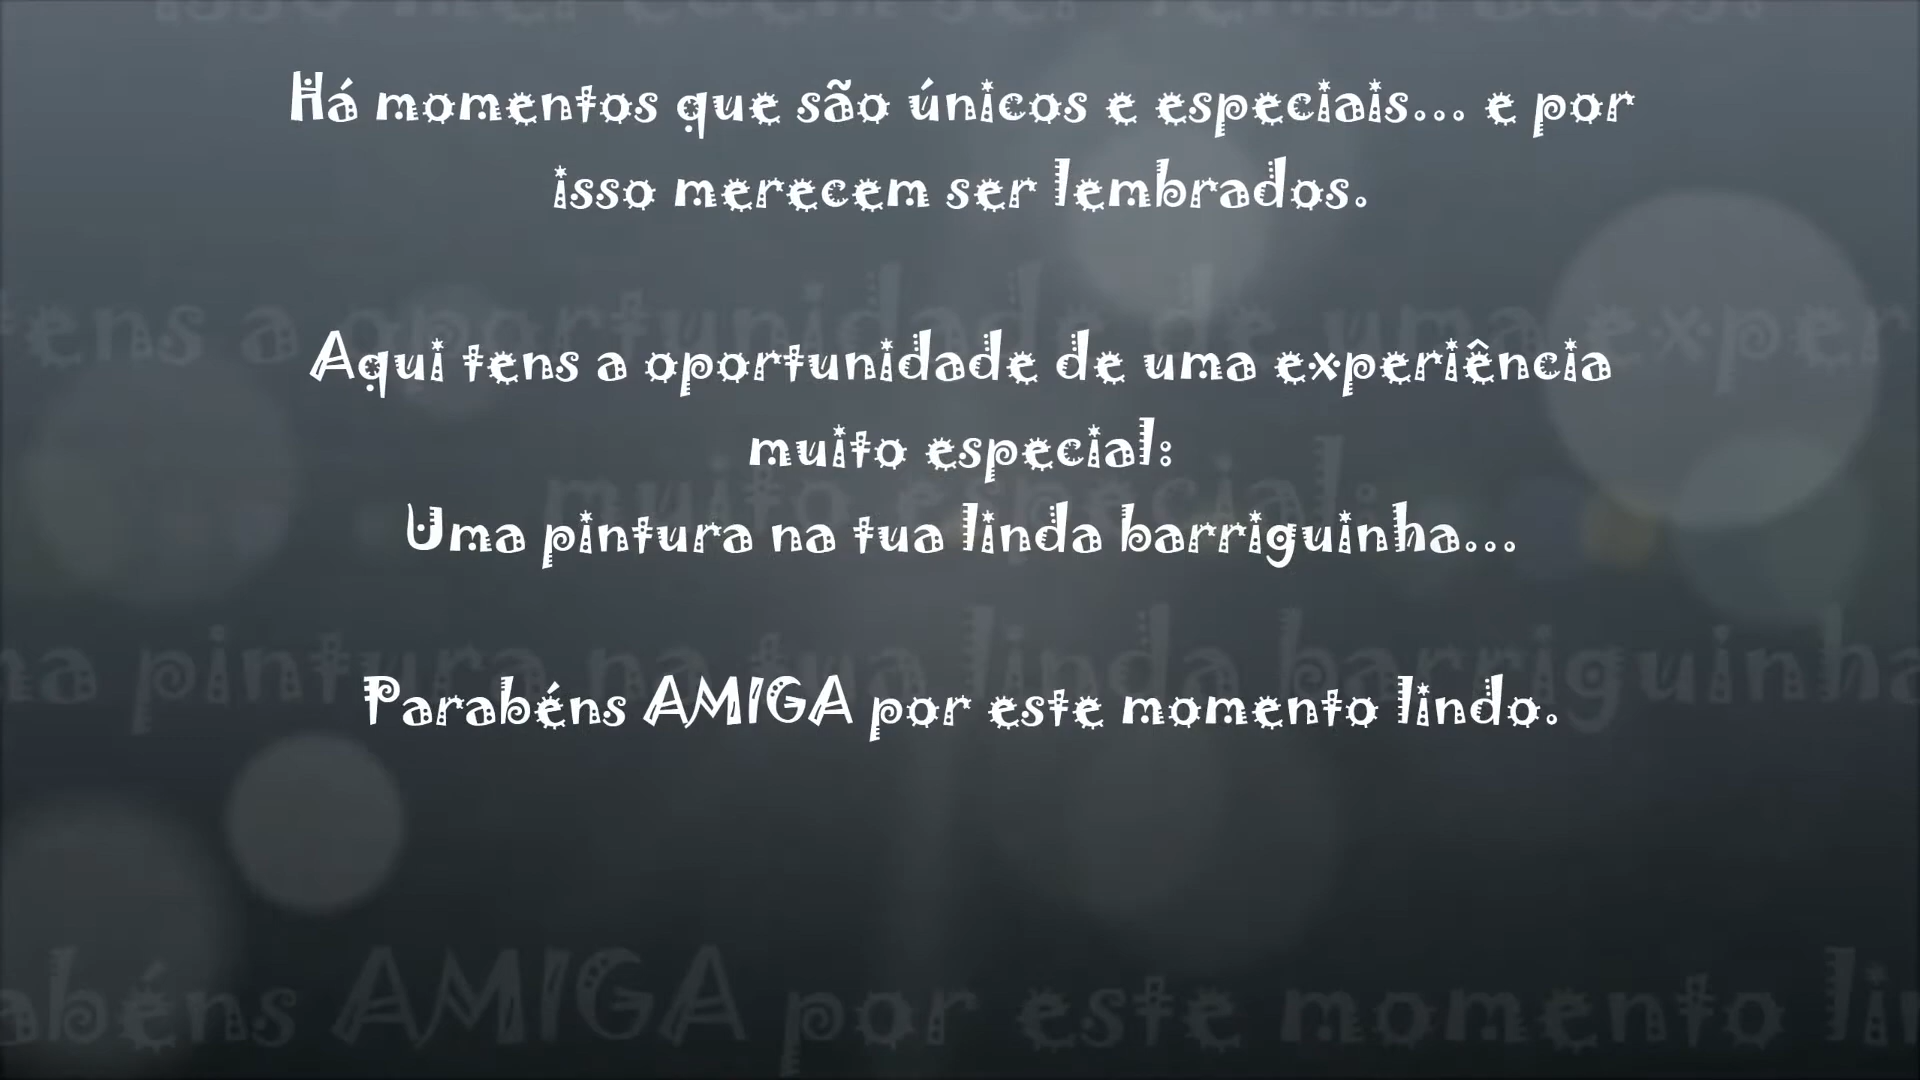 Há momentos que são únicos e especiais... e por
isso merecem ser lembrados.
Aqui tens a oportunidade de uma experiência
muito especial:
Uma pintura na tua linda barriguinha...
Parabéns AMIGA por este momento lindo.